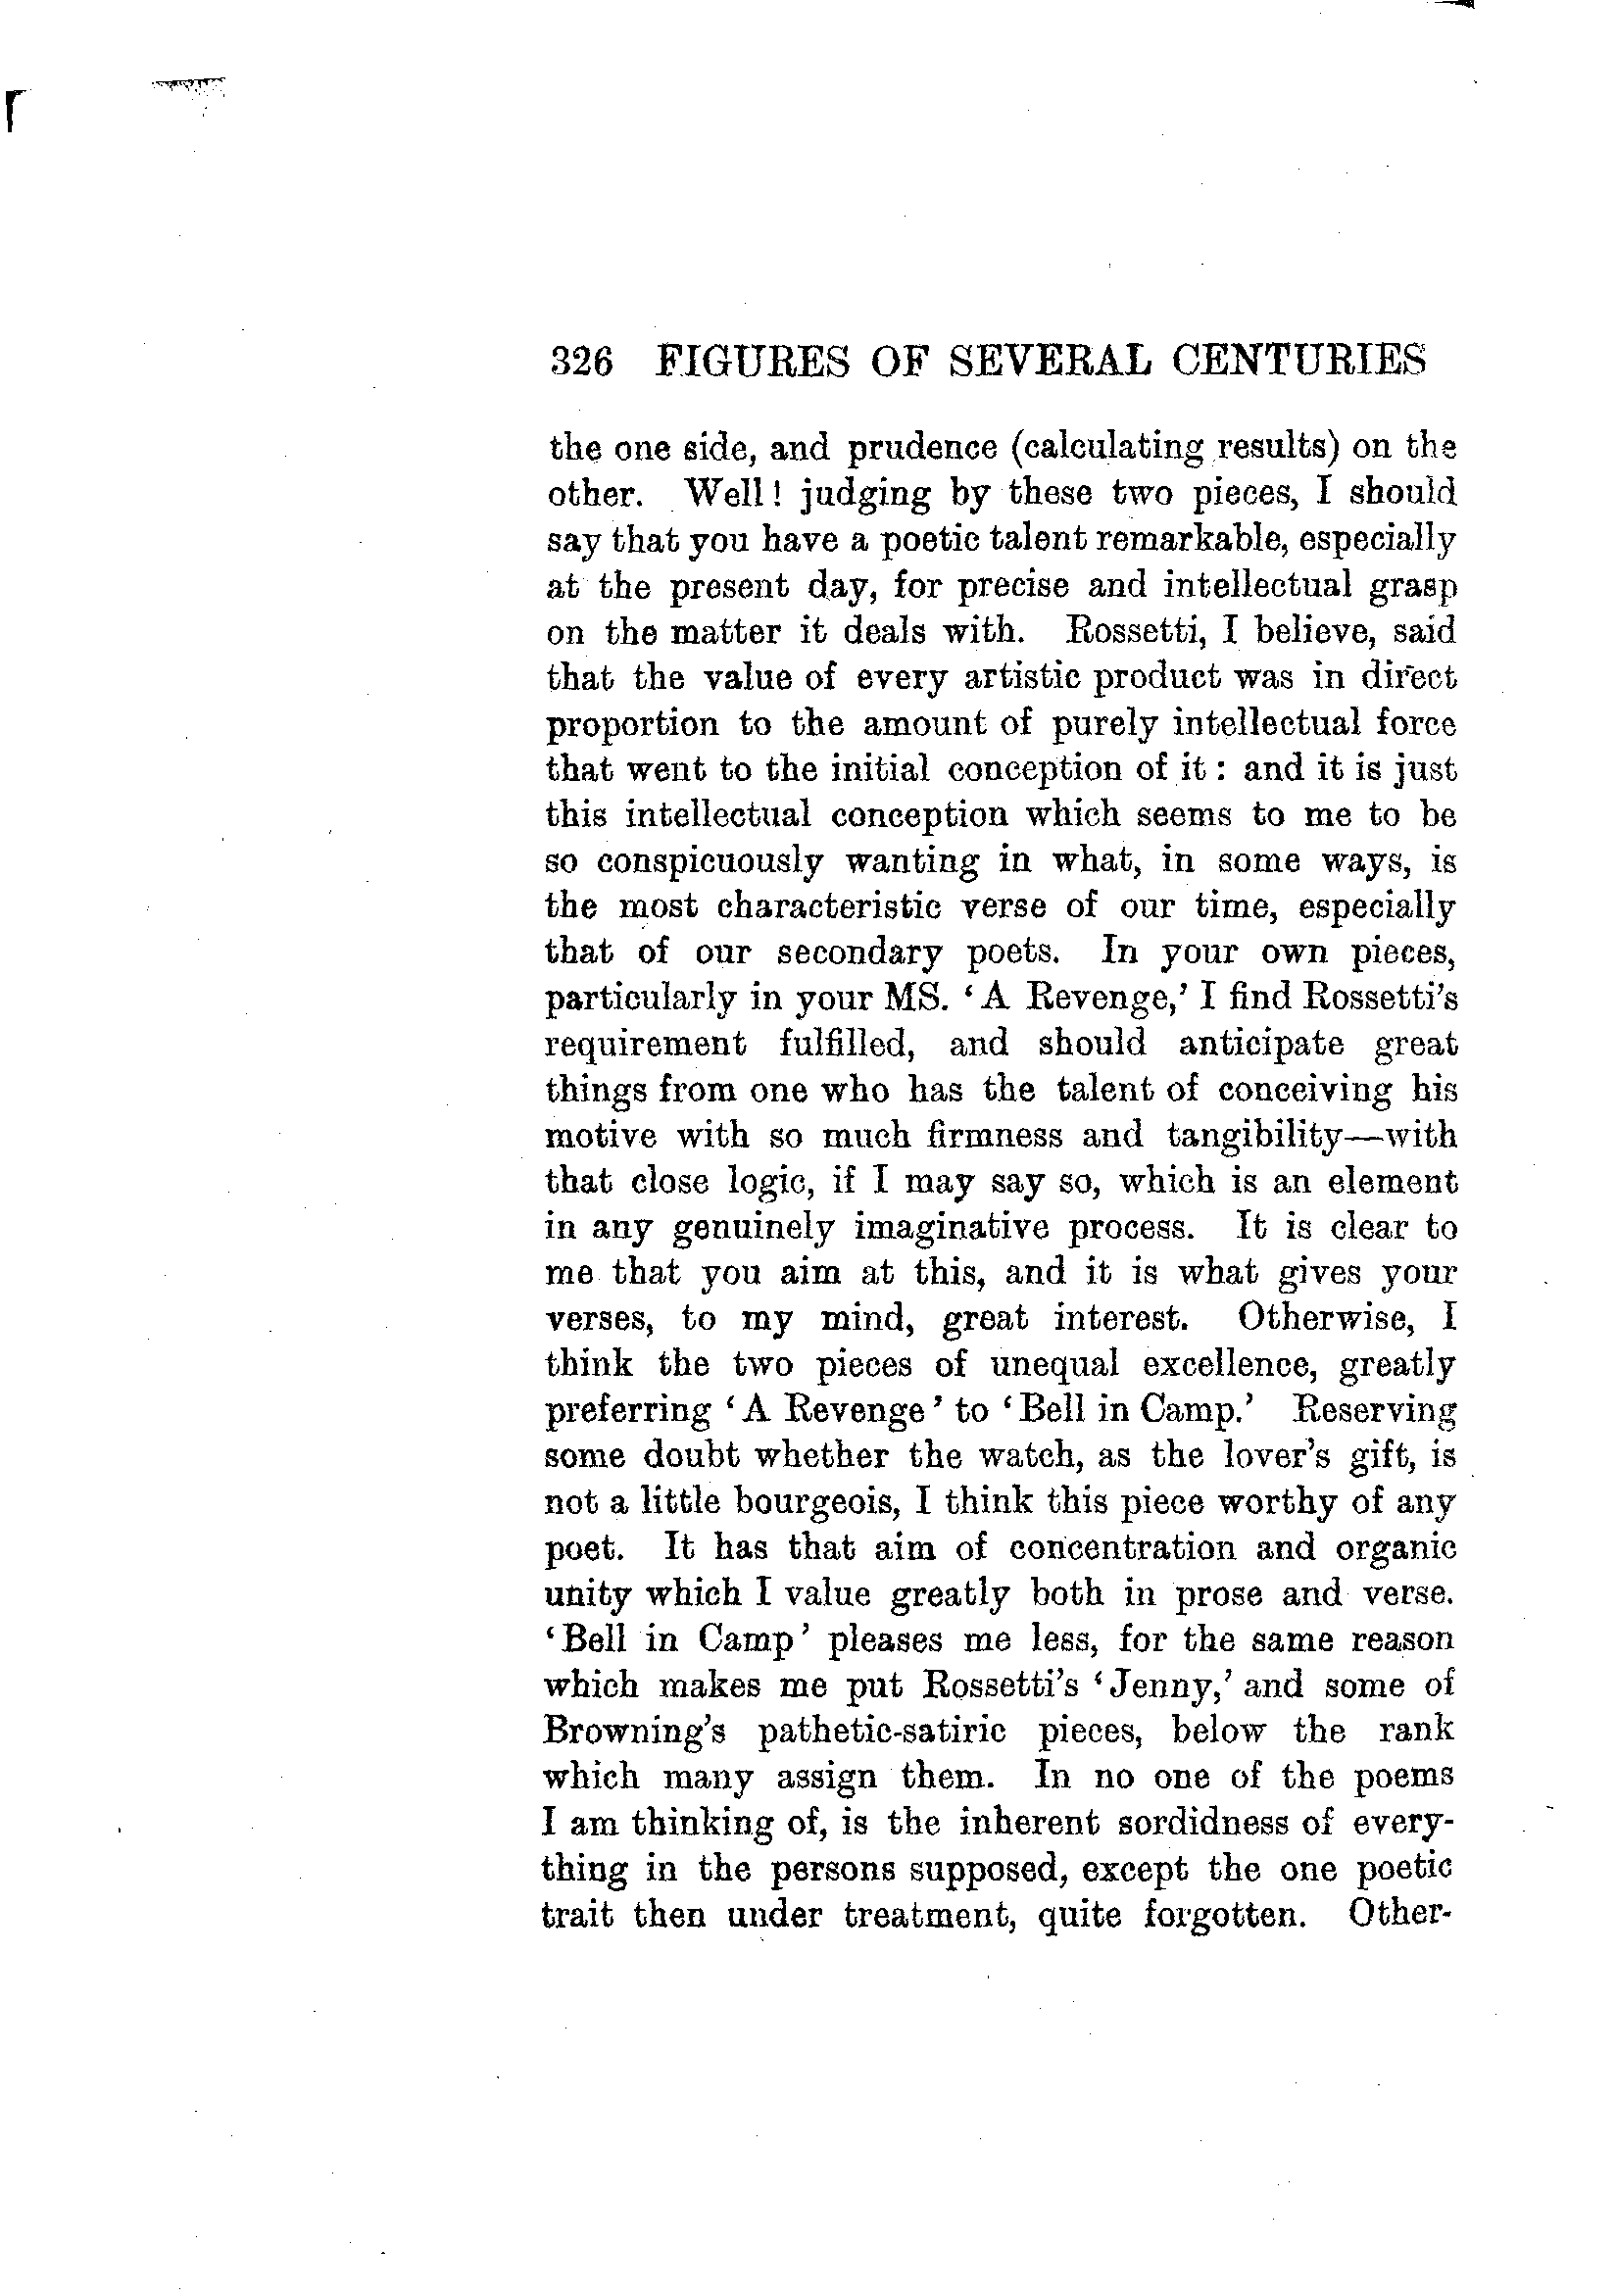 326 FIGURES OF SEVERAL CENTURIES
the one side, and prudence (calculating results) on the
other. Well! judging by these two pieces, I should
say that you have a poetic talent remarkable, especially
at the present day, for precise and intellectual grasp
on the matter it deals with. Rossetti, I believe, said
that the value of every artistic product was in direct
proportion to the amount of purely intellectual force
that went to the initial conception of it : and it is just
this intellectual conception which seems to me to be
so conspicuously wanting in what, in some ways, is
the most characteristic verse of our time, especially
that of our secondary poets. In your own pieces,
particularly in your MS. ‘A Revenge,’ I find Rossetti’s
requirement fulfilled, and should anticipate great
things from one who has the talent of conceiving his
motive with so much firmness and tangibility—with
that close logic, if I may say so, which is an element
in any genuinely imaginative process. It is clear to
me that you aim at this, and it is what gives your
verses, to my mind, great interest. Otherwise, I
think the two pieces of unequal excellence, greatly
preferring ‘A Revenge’ to ‘Bell in Camp.’ Reserving
some doubt whether the watch, as the lover’s gift, is
not a little bourgeois, I think this piece worthy of any
poet. It has that aim of concentration and organic
unity which I value greatly both in prose and verse.
‘Bell in Camp’ pleases me less, for the same reason
which makes me put Rossetti’s ‘Jenny,’ and some of
Browning’s pathetic-satiric pieces, below the rank
which many assign them. In no one of the poems
I am thinking of, is the inherent sordidness of every-
thing in the persons supposed, except the one poetic
trait then under treatment, quite forgotten. Other-